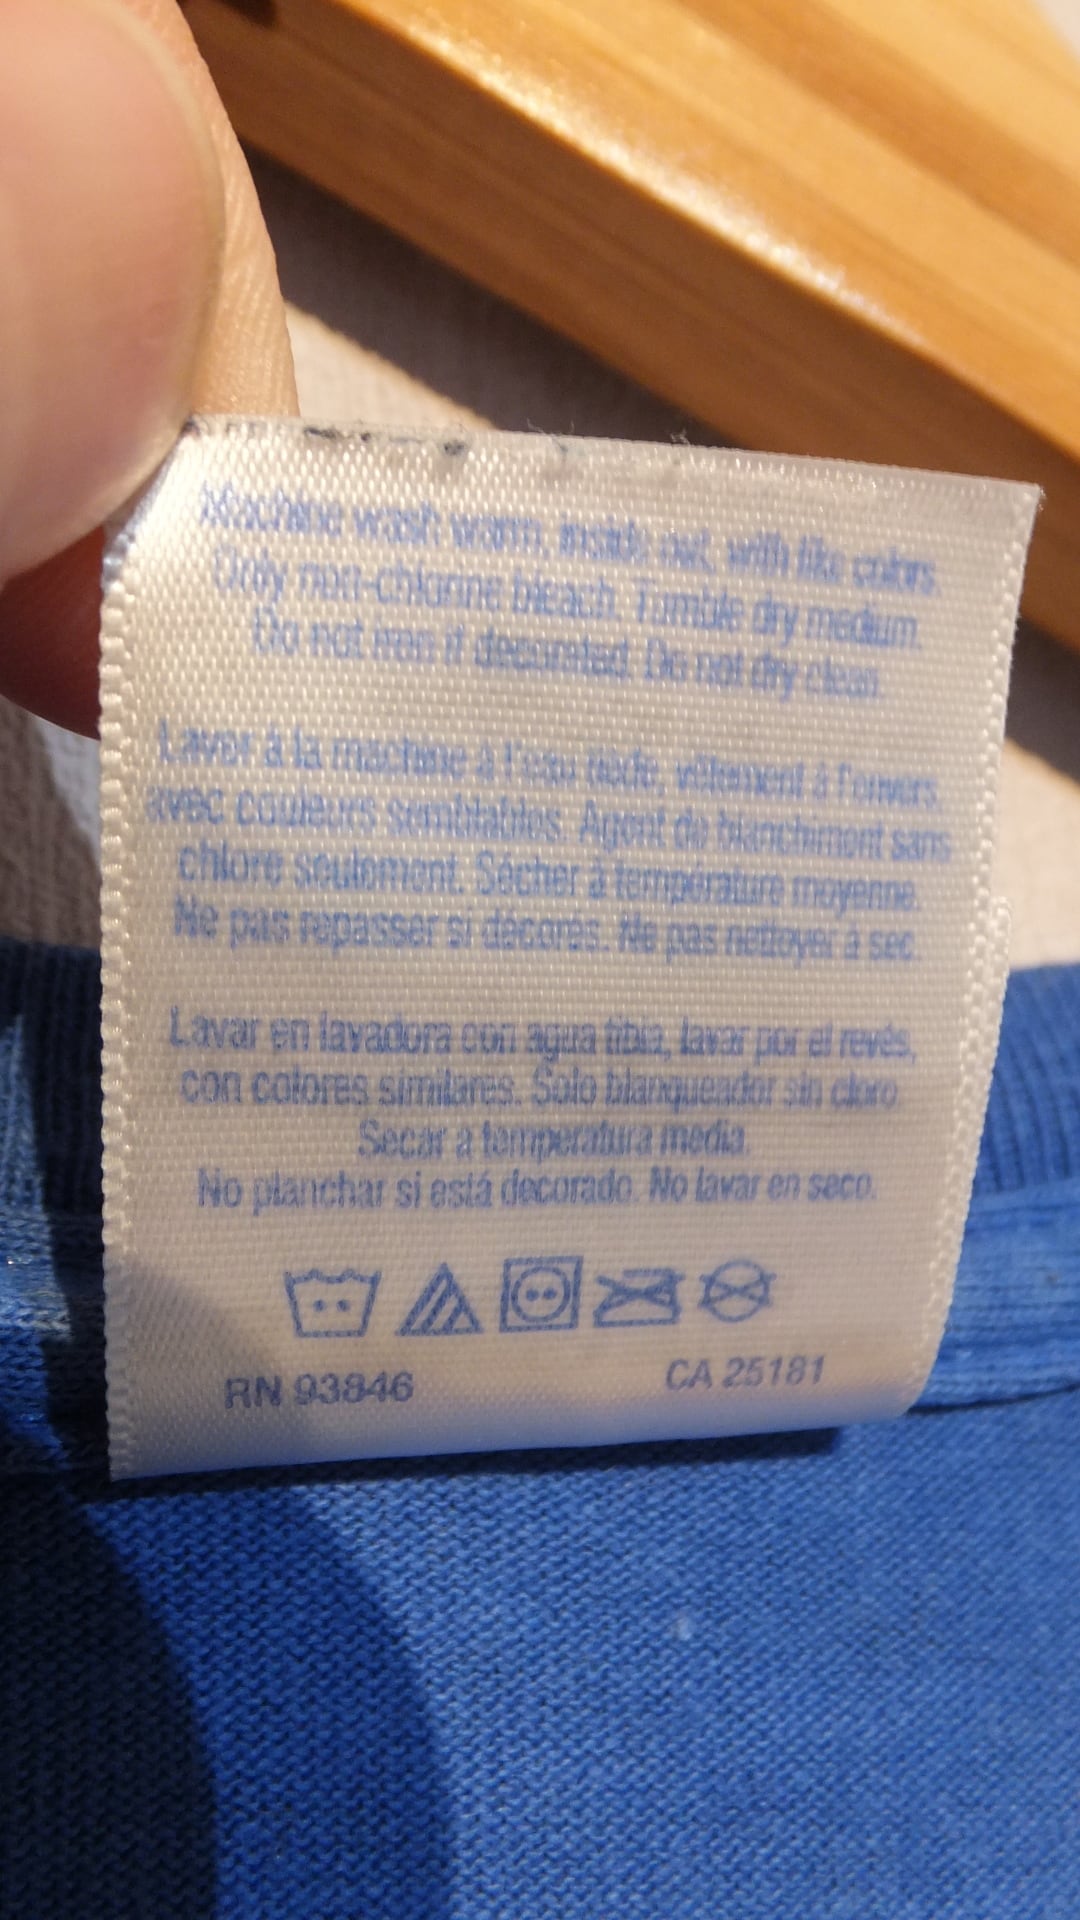 Machine wash warm, inside out, with like colors.
Only non-chlorine bleach. Tumble dry medium.
Do not iron if decorated. Do not dry clean.
Laver à la machine à l'eau tiède, vêtement à l'envers,
avec couleurs semblables. Agent de blanchiment sans
chlore seulement. Sécher à température moyenne.
Ne pas repasser si décorés. Ne pas nettoyer à sec.
Lavar en lavadora con agua tibia, lavar por el revés,
con colores similares. Solo blanqueador sin cloro
Secar a temperatura media.
No planchar si está decorado. No lavar en seco.
RN 93846
CA 25181